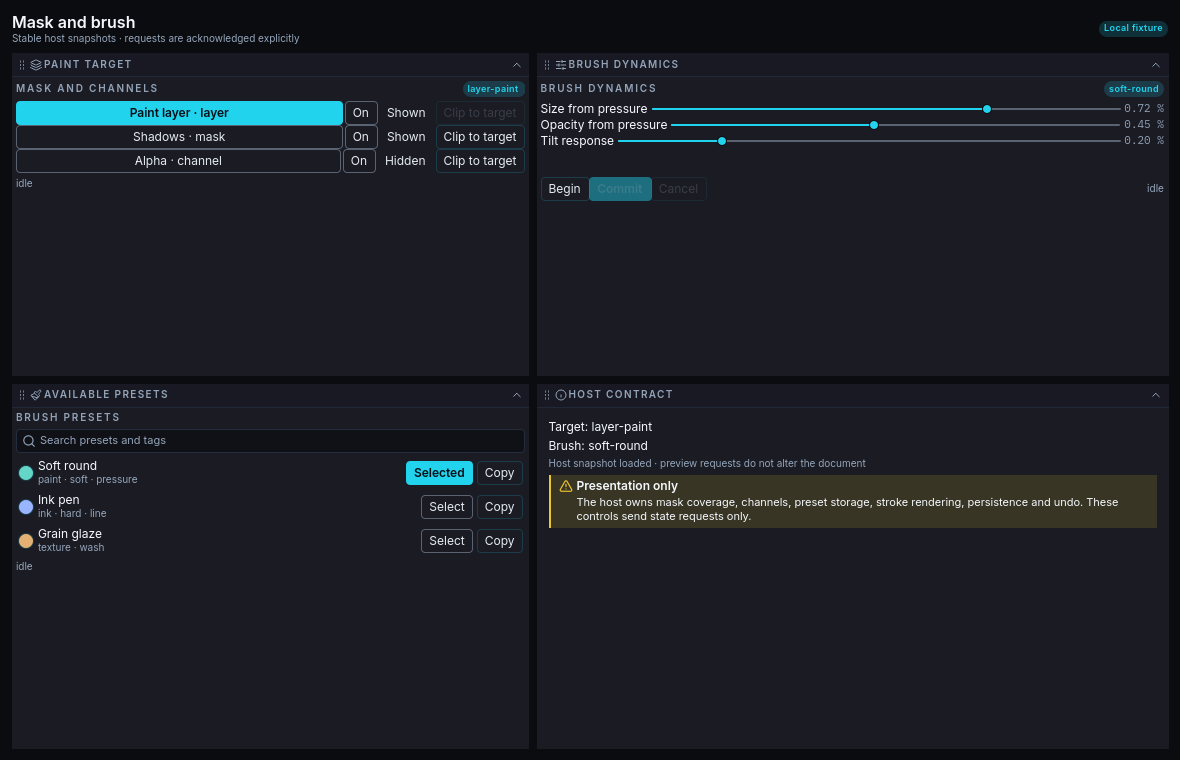 Mask and brush
Stable host snapshots · requests are acknowledged explicitly
Local fixture
PAINT TARGET
MASK AND CHANNELS
layer-paint
Paint layer · layer
On
Shown
Clip to target
Shadows · mask
On
Shown
Clip to target
Alpha · channel
On
Hidden
Clip to target
idle
BRUSH DYNAMICS
BRUSH DYNAMICS
soft-round
Size from pressure
0.72 %
Opacity from pressure
0.45 %
Tilt response
0.20 %
Begin
Commit
Cancel
idle
AVAILABLE PRESETS
BRUSH PRESETS
Search presets and tags
Soft round
paint · soft · pressure
Selected
Copy
Ink pen
ink · hard · line
Select
Copy
Grain glaze
texture · wash
Select
Copy
idle
HOST CONTRACT
Target: layer-paint
Brush: soft-round
Host snapshot loaded · preview requests do not alter the document
Presentation only
The host owns mask coverage, channels, preset storage, stroke rendering, persistence and undo. These
controls send state requests only.